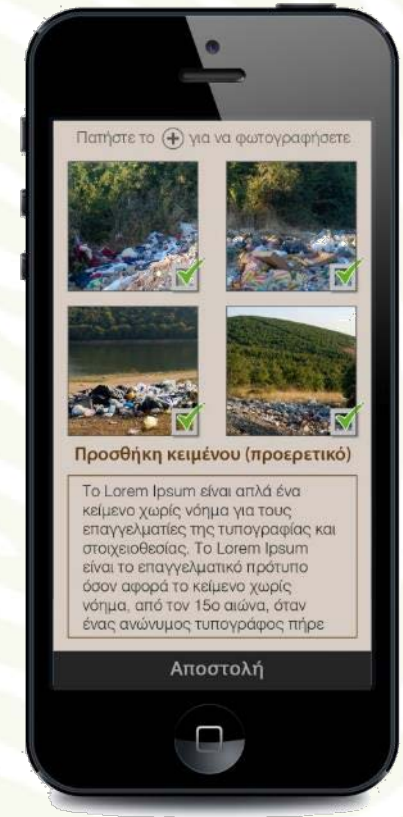 Πατήστε το + για να φωτογραφήσετε
Προσθήκη κειμένου (προερετικό)
Το Lorem Ipsum είναι απλά ένα
κείμενο χωρίς νόημα για τους
επαγγελματίες της τυπογραφίας και
στοιχειοθεσίας. Το Lorem Ipsum
είναι το επαγγελματικό πρότυπο
όσον αφορά το κείμενο χωρίς
νόημα, από τον 15ο αιώνα, όταν
ένας ανώνυμος τυπογράφος πήρε
Αποστολή